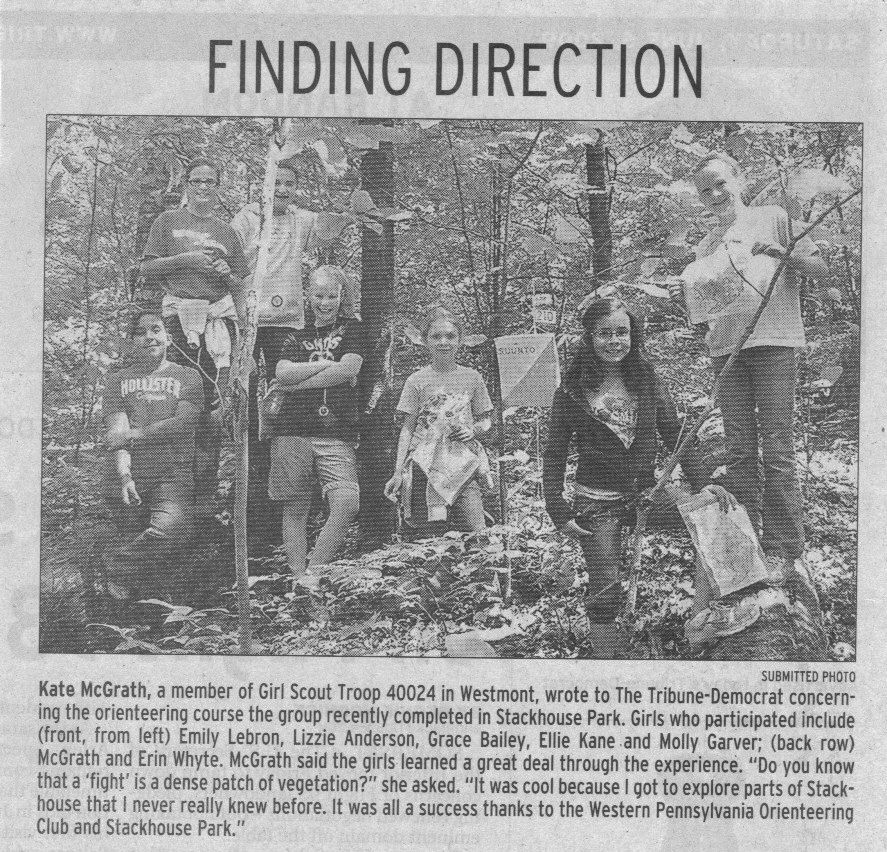 FINDING DIRECTION
HOLLISTER
SUUNTO
210
SUBMITTED PHOTO
Kate McGrath, a member of Girl Scout Troop 40024 in Westmont, wrote to The Tribune-Democrat concern-
ing the orienteering course the group recently completed in Stackhouse Park. Girls who participated include
(front, from left) Emily Lebron, Lizzie Anderson, Grace Bailey, Ellie Kane and Molly Garver; (back row)
McGrath and Erin Whyte. McGrath said the girls learned a great deal through the experience. “Do you know
that a ‘fight’ is a dense patch of vegetation?” she asked. “It was cool because I got to explore parts of Stack-
house that I never really knew before. It was all a success thanks to the Western Pennsylvania Orienteering
Club and Stackhouse Park.”